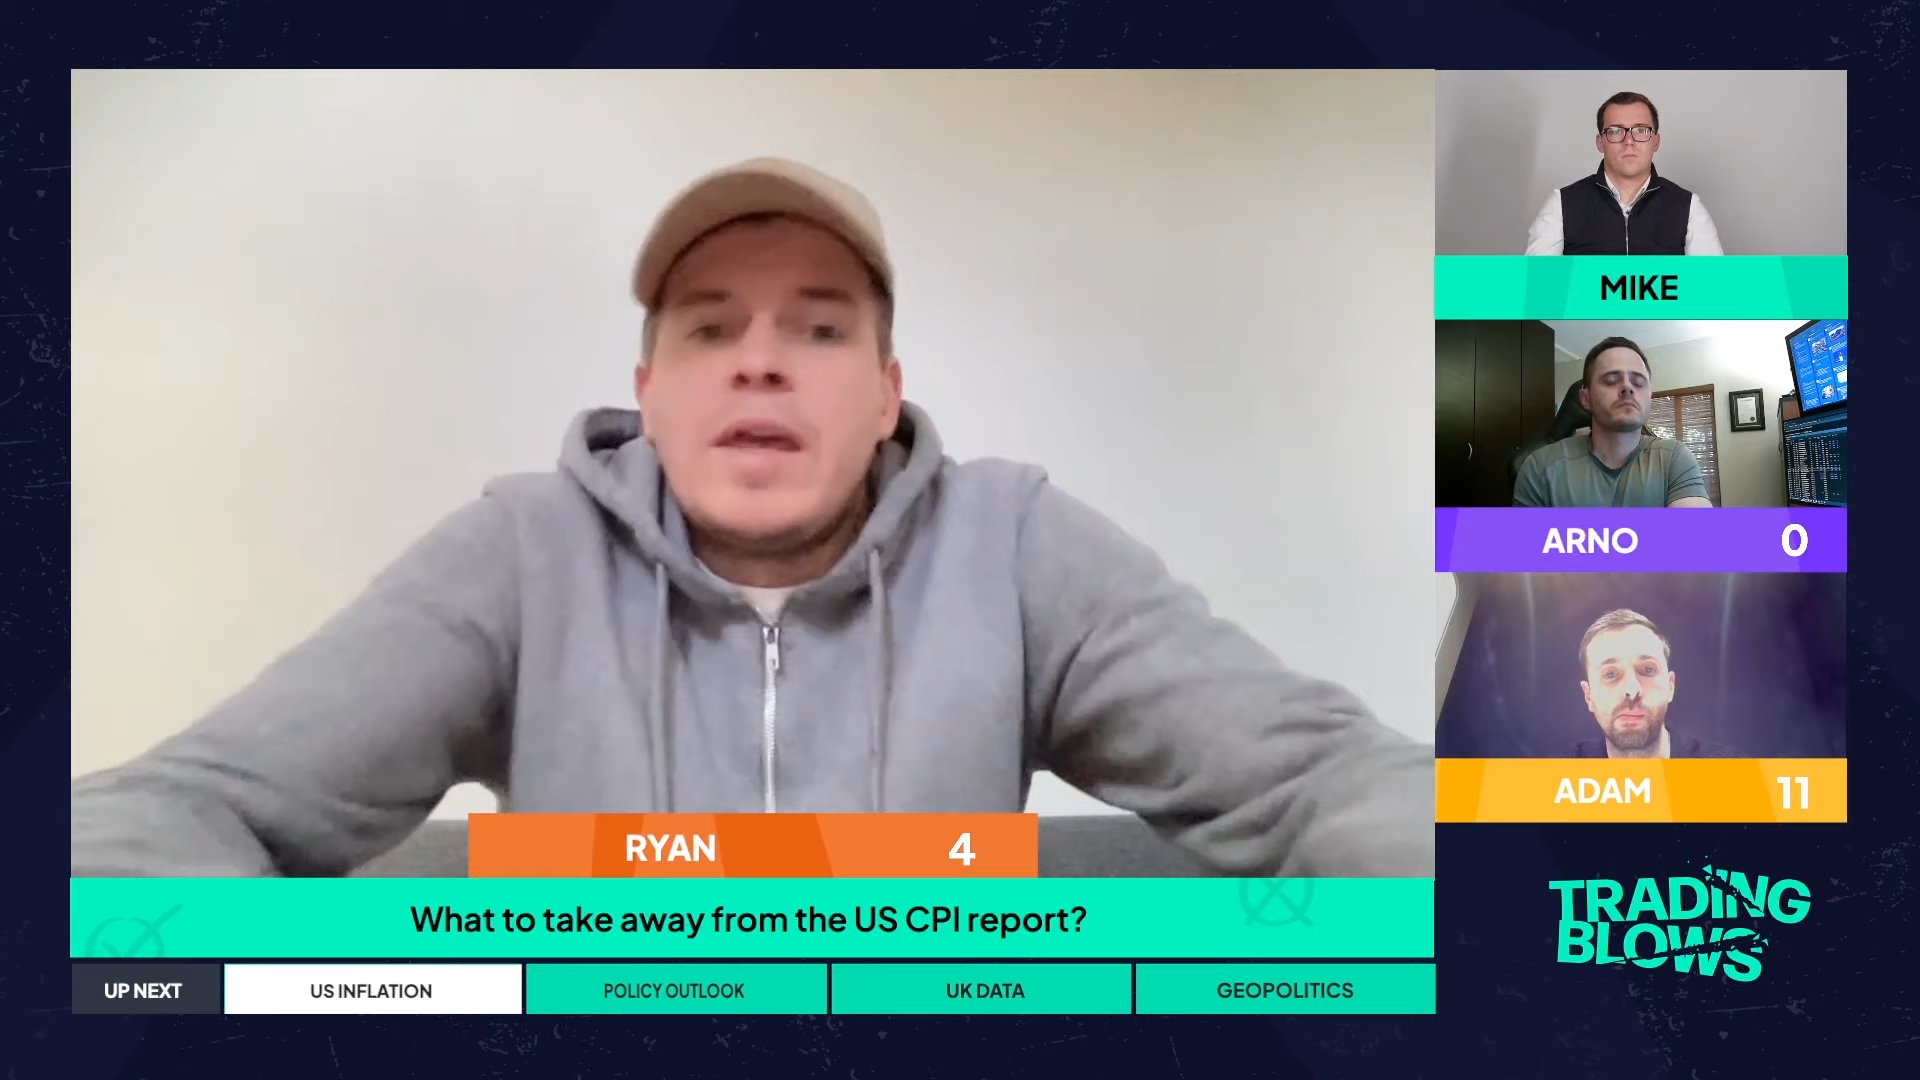 MIKE
ARNO 0
ADAM 11
RYAN 4
What to take away from the US CPI report?
UP NEXT US INFLATION POLICY OUTLOOK UK DATA GEOPOLITICS
TRADING
BLOWS